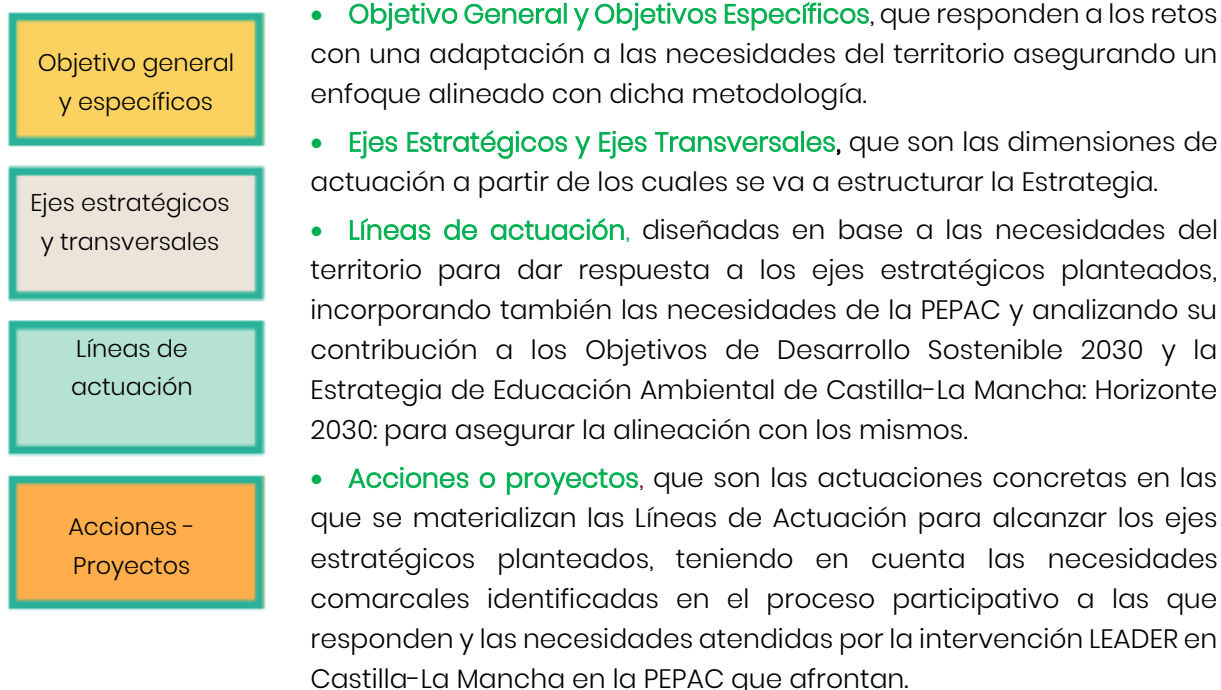 Objetivo general
y específicos
Ejes estratégicos
y transversales
Líneas de
actuación
Acciones -
Proyectos
• Objetivo General y Objetivos Específicos, que responden a los retos
con una adaptación a las necesidades del territorio asegurando un
enfoque alineado con dicha metodología.
• Ejes Estratégicos y Ejes Transversales, que son las dimensiones de
actuación a partir de los cuales se va a estructurar la Estrategia.
• Líneas de actuación, diseñadas en base a las necesidades del
territorio para dar respuesta a los ejes estratégicos planteados,
incorporando también las necesidades de la PEPAC y analizando su
contribución a los Objetivos de Desarrollo Sostenible 2030 y la
Estrategia de Educación Ambiental de Castilla-La Mancha: Horizonte
2030: para asegurar la alineación con los mismos.
• Acciones o proyectos, que son las actuaciones concretas en las
que se materializan las Líneas de Actuación para alcanzar los ejes
estratégicos planteados, teniendo en cuenta las necesidades
comarcales identificadas en el proceso participativo a las que
responden y las necesidades atendidas por la intervención LEADER en
Castilla-La Mancha en la PEPAC que afrontan.